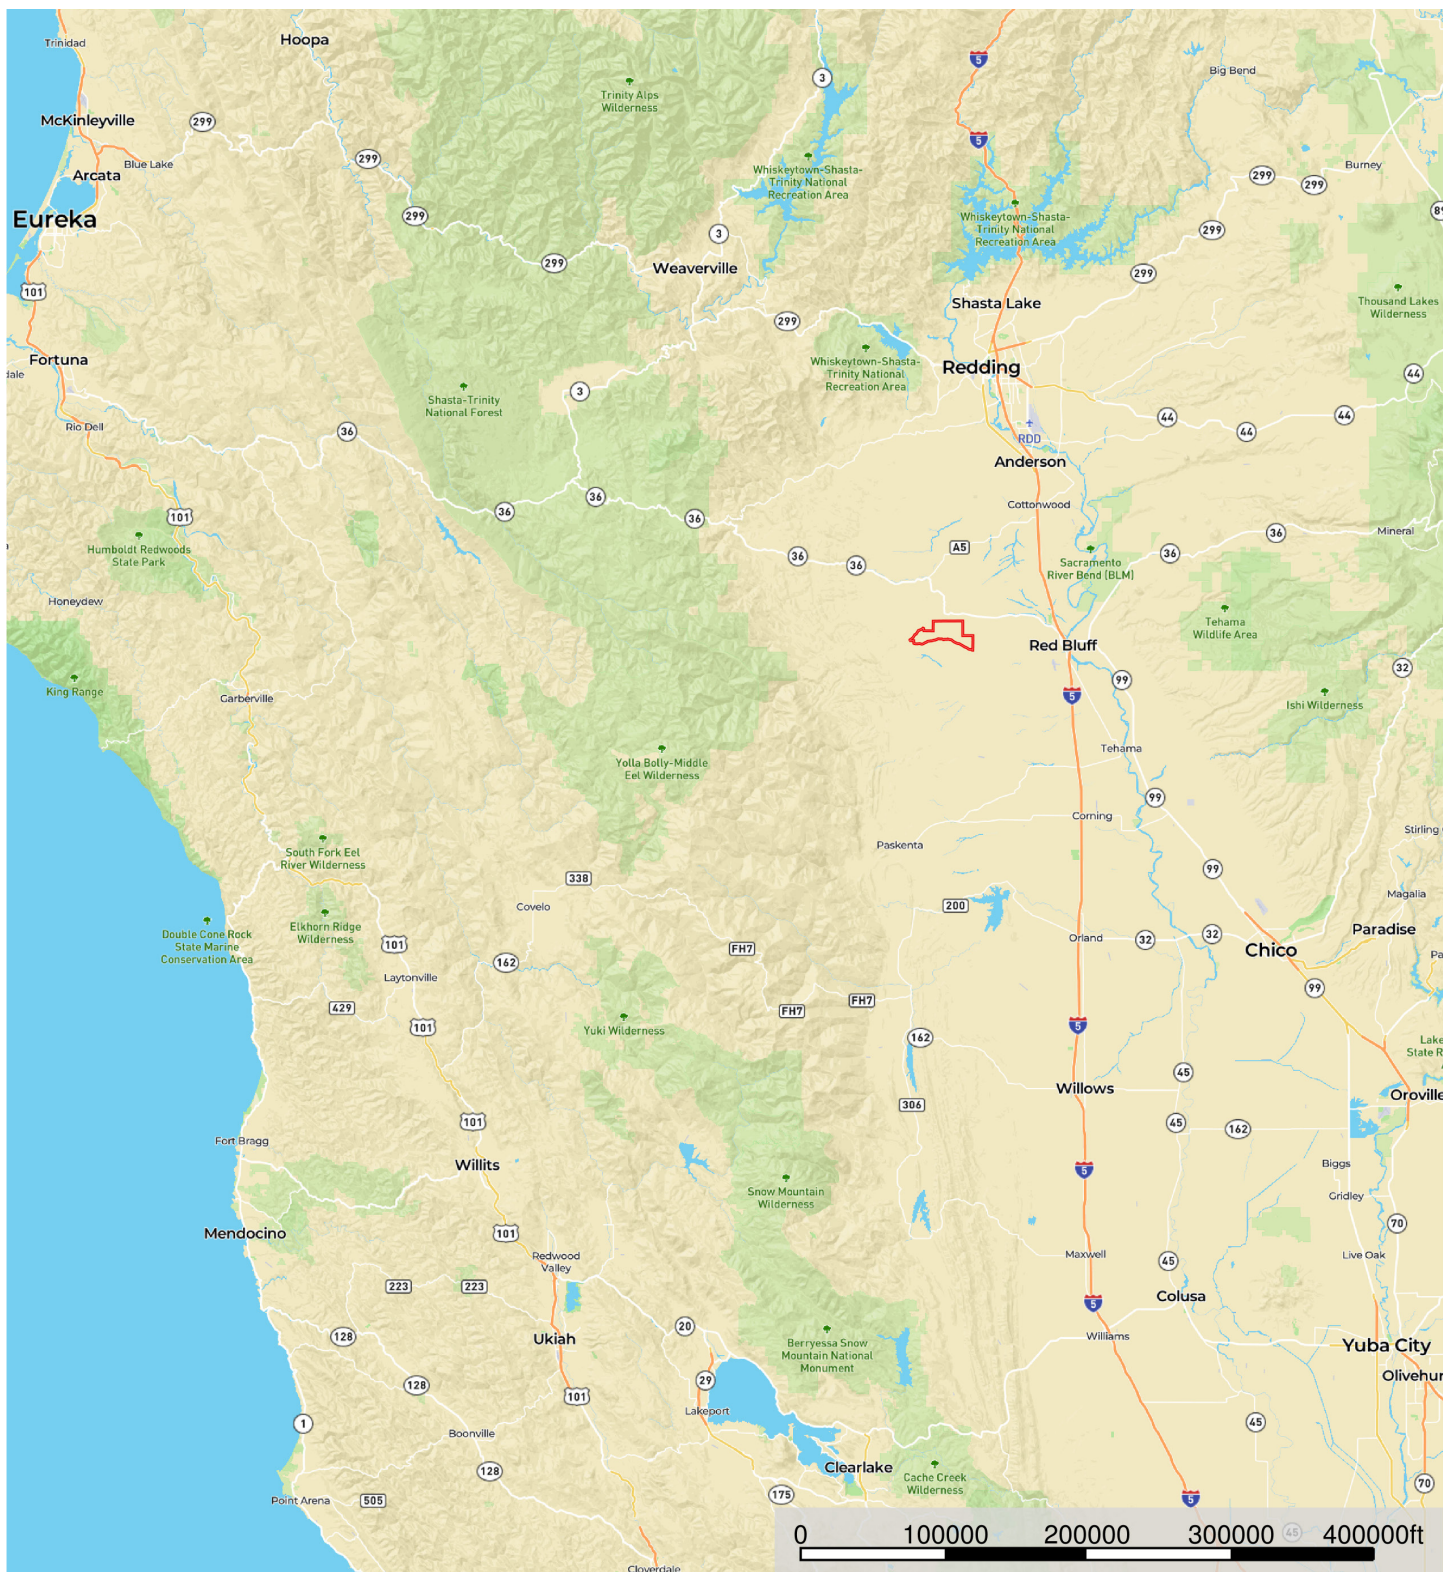 Trinidad
Hoopa
5
3
Big Bend
Trinity Alps
Wilderness
McKinleyville
299
5
299
Blue Lake
Arcata
Whiskeytown-Shasta-
Trinity National
Recreation Area
Burney
299
299
Eureka
299
Whiskeytown-Shasta-
Trinity National
Recreation Area
299
3
299
Weaverville
299
101
Shasta Lake
Thousand Lakes
Wilderness
299
Fortuna
dale
Whiskeytown-Shasta-
Trinity National
Recreation Area
Redding
44
3
Shasta-Trinity
National Forest
44
44
44
Rio Dell
36
RDD
Anderson
36
36
Cottonwood
101
36
Mineral
36
Humboldt Redwoods
State Park
A5
36
36
36
Sacramento
River Bend (BLM)
Honeydew
Tehama
Wildlife Area
Red Bluff
32
King Range
Garberville
99
5
Ishi Wilderness
Tehama
Yolla Bolly-Middle
Eel Wilderness
99
Corning
Stirling
South Fork Eel
River Wilderness
Paskenta
99
338
Magalia
Covelo
200
Elkhorn Ridge
Wilderness
Double Cone Rock
State Marine
Conservation Area
101
Orland
32
32
Paradise
FH7
Chico
Pa
162
Laytonville
99
429
FH7
FH7
101
Yuki Wilderness
5
162
Lake
State R
45
Willows
Oroville
306
101
45
162
Fort Bragg
Willits
5
Biggs
Snow Mountain
Wilderness
Gridley
Mendocino
101
70
Redwood
Valley
Maxwell
Live Oak
45
223
223
Colusa
5
20
128
Ukiah
Berryessa Snow
Mountain National
Monument
Williams
Yuba City
Olivehur
29
128
101
Lakeport
1
45
Boonville
Clearlake
128
Cache Creek
Wilderness
70
175
Point Arena
505
5
45
0 100000 200000 300000 400000ft
Cloverdale